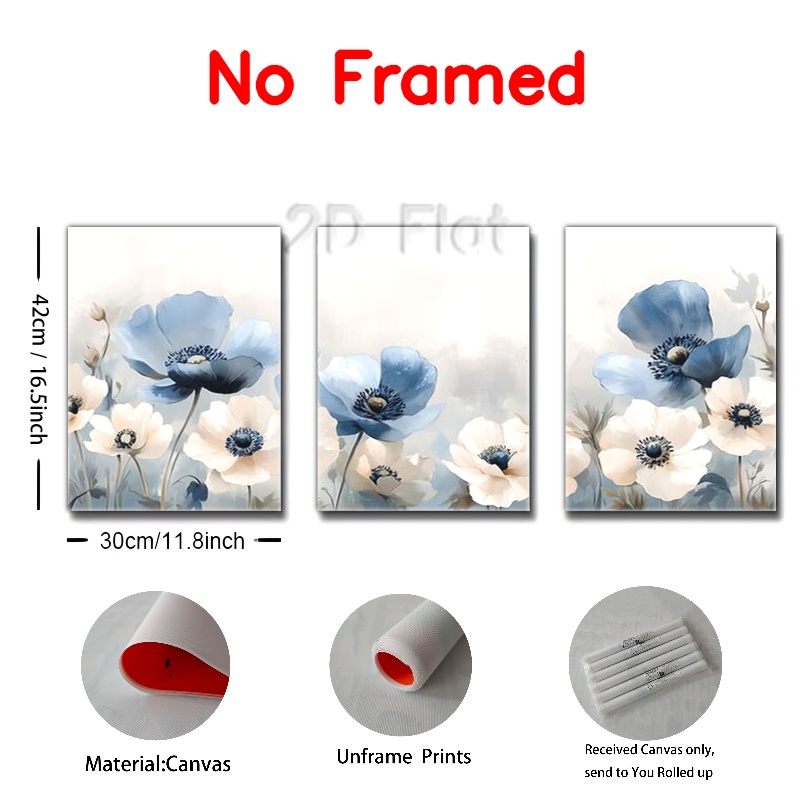 No Framed
2D Flat
42cm / 16.5inch
30cm/11.8inch
Material:Canvas
Unframe Prints
Received Canvas only,
send to You Rolled up